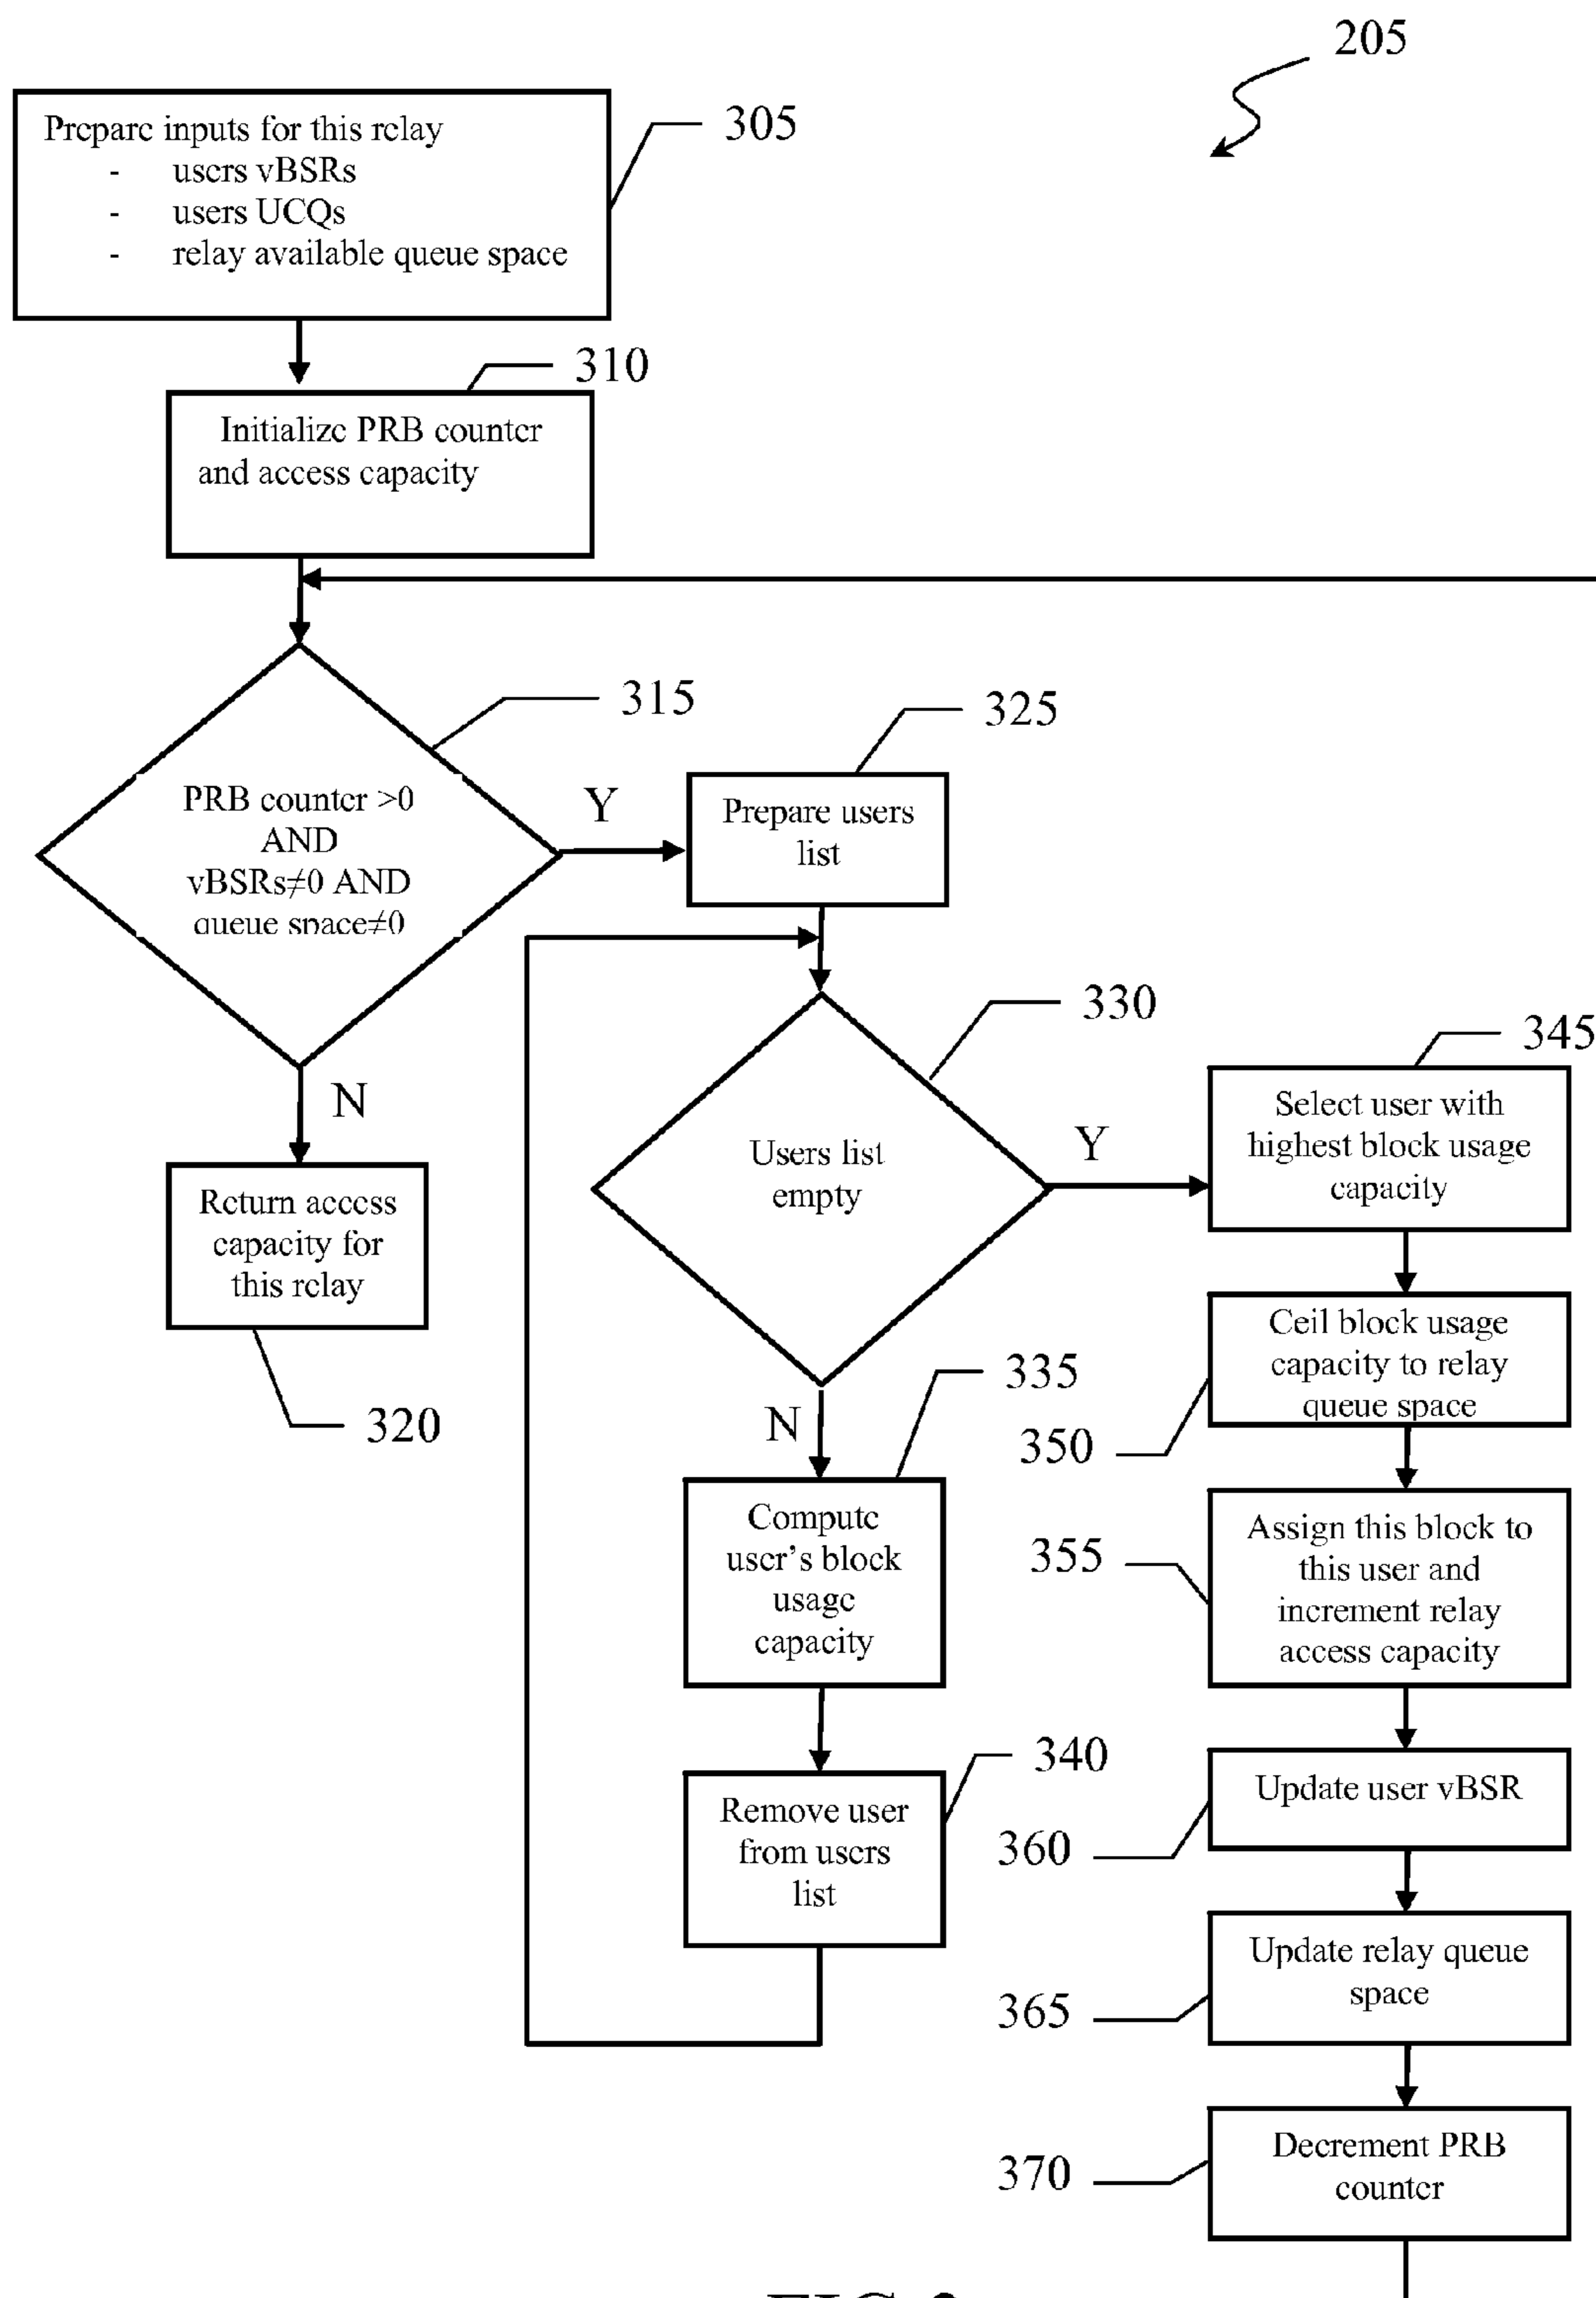 205
Prepare inputs for this relay
- users vBSRs
- users UCQs
- relay available queue space
305
310
Initialize PRB counter
and access capacity
315
PRB counter >0
AND
vBSRs≠0 AND
queue space≠0
Y
N
325
Prepare users
list
Return access
capacity for
this relay
320
330
Users list
empty
Y
N
335
Compute
user's block
usage
capacity
340
Remove user
from users
list
345
Select user with
highest block usage
capacity
Ceil block usage
capacity to relay
queue space
350
Assign this block to
this user and
increment relay
access capacity
355
Update user vBSR
360
Update relay queue
space
365
Decrement PRB
counter
370